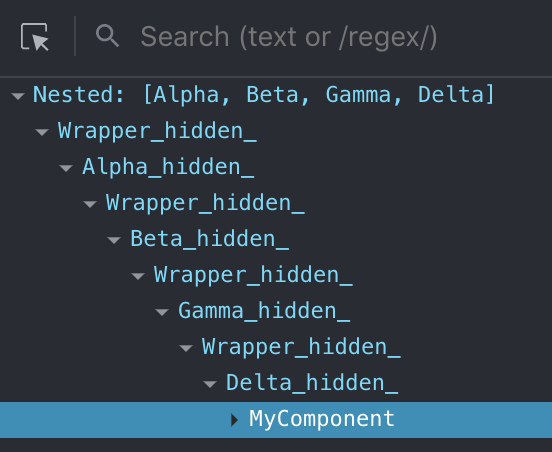 Search (text or /regex/)
Nested: [Alpha, Beta, Gamma, Delta]
Wrapper_hidden_
Alpha_hidden_
Wrapper_hidden_
Beta_hidden_
Wrapper_hidden_
Gamma_hidden_
Wrapper_hidden_
Delta_hidden_
MyComponent